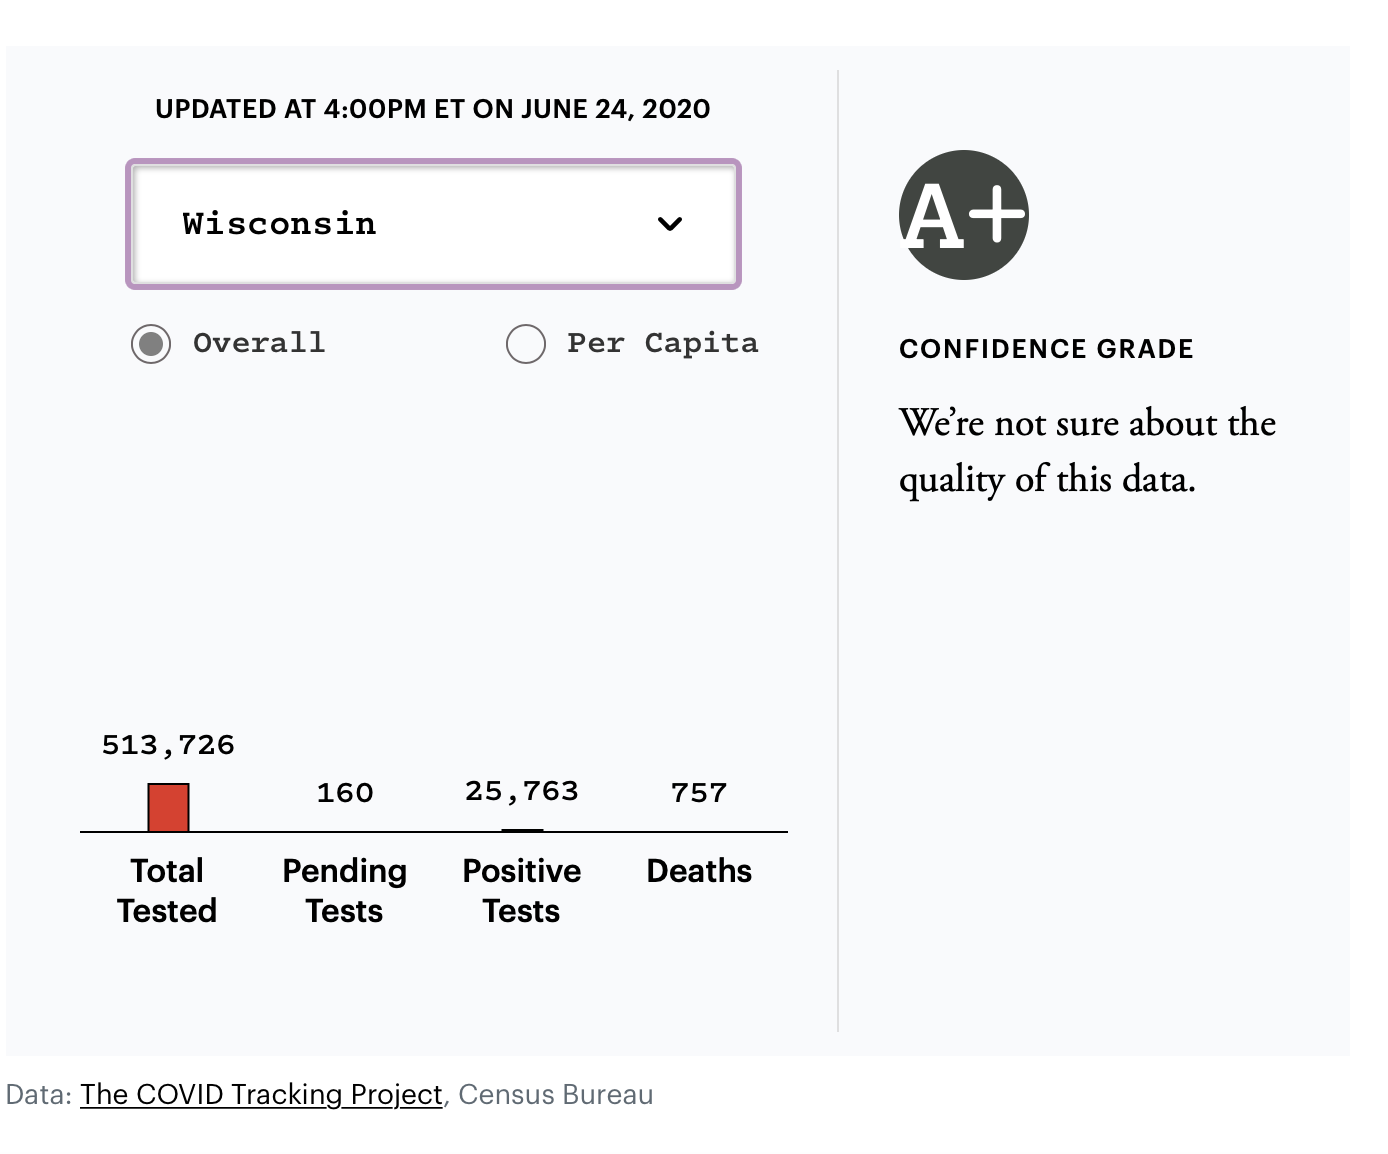 UPDATED AT 4:00PM ET ON JUNE 24, 2020
Wisconsin
Overall
Per Capita
513,726
160
25,763
757
Total
Tested
Pending
Tests
Positive
Tests
Deaths
A+
CONFIDENCE GRADE
We’re not sure about the
quality of this data.
Data: The COVID Tracking Project, Census Bureau